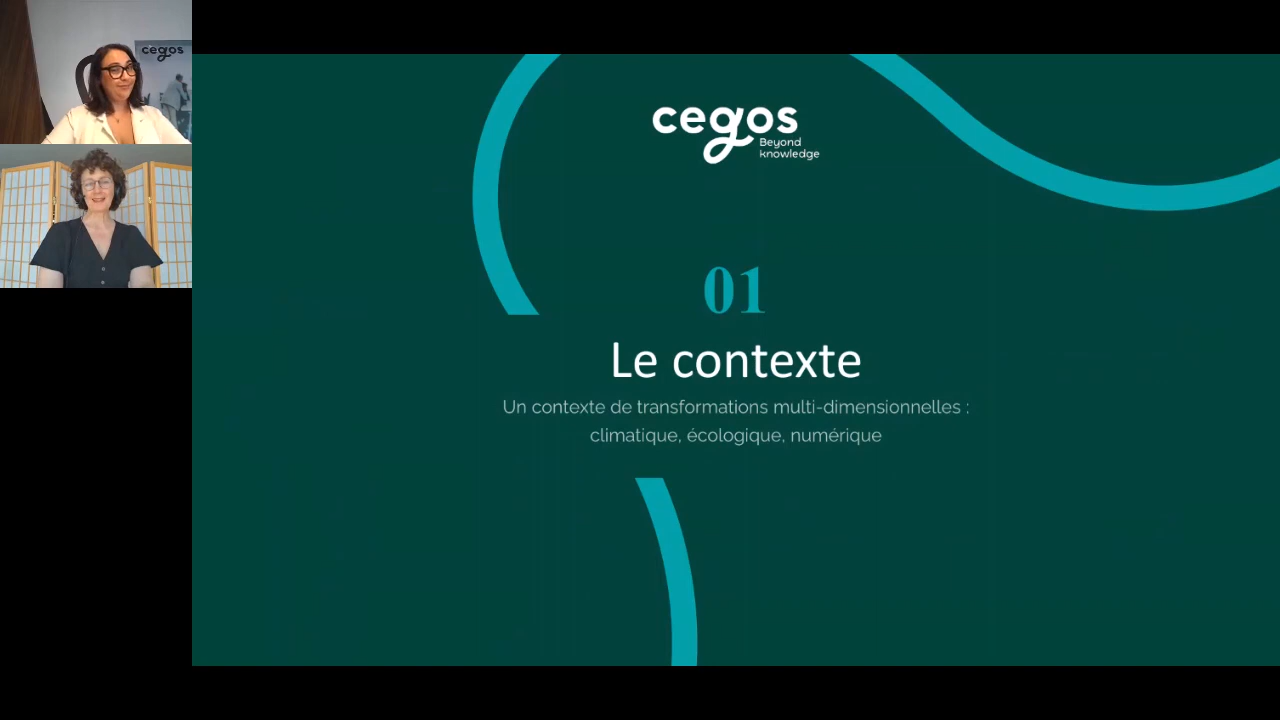 cegos
cegos
Beyond
knowledge
01
Le contexte
Un contexte de transformations multi-dimensionnelles :
climatique, écologique, numérique